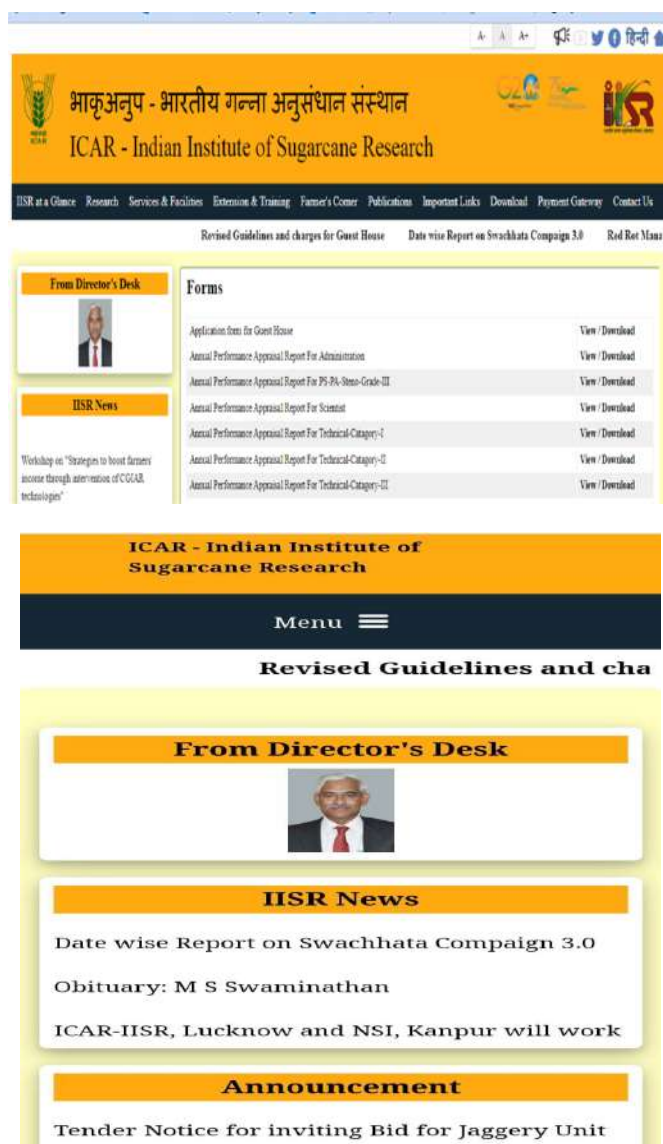 A- A A+ हिन्दी
भाकृअनुप - भारतीय गन्ना अनुसंधान संस्थान
ICAR - Indian Institute of Sugarcane Research
IISR at a Glance Research Services & Facilities Extension & Training Farmer's Corner Publications Important Links Download Payment Gateway Contact Us
Revised Guidelines and charges for Guest House Date wise Report on Swachhata Compaign 3.0 Red Rot Mana
From Director's Desk
Forms
Application form for Guest House View / Download
Annual Performance Appraisal Report For Administration View / Download
Annual Performance Appraisal Report For PS-PA-Steno-Grade-III View / Download
IISR News
Annual Performance Appraisal Report For Scientist View / Download
Annual Performance Appraisal Report For Technical-Catagory-I View / Download
Workshop on "Strategies to boost farmers'
income through intervention of CGIAR
technologies"
Annual Performance Appraisal Report For Technical-Catagory-II View / Download
Annual Performance Appraisal Report For Technical-Catagory-III View / Download
ICAR - Indian Institute of
Sugarcane Research
Menu
Revised Guidelines and cha
From Director's Desk
IISR News
Date wise Report on Swachhata Compaign 3.0
Obituary: M S Swaminathan
ICAR-IISR, Lucknow and NSI, Kanpur will work
Announcement
Tender Notice for inviting Bid for Jaggery Unit